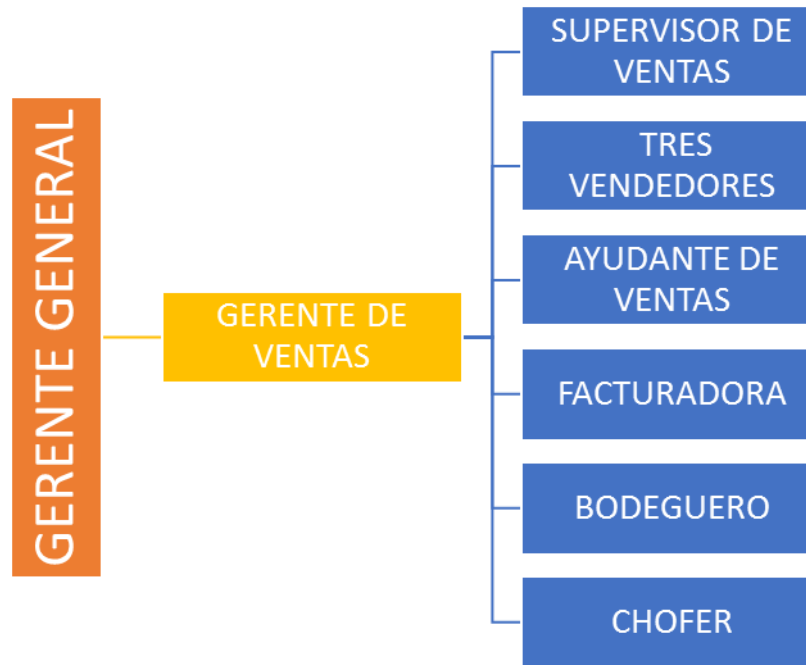 GERENTE GENERAL
GERENTE DE
VENTAS
SUPERVISOR DE
VENTAS
TRES
VENDEDORES
AYUDANTE DE
VENTAS
FACTURADORA
BODEGUERO
CHOFER